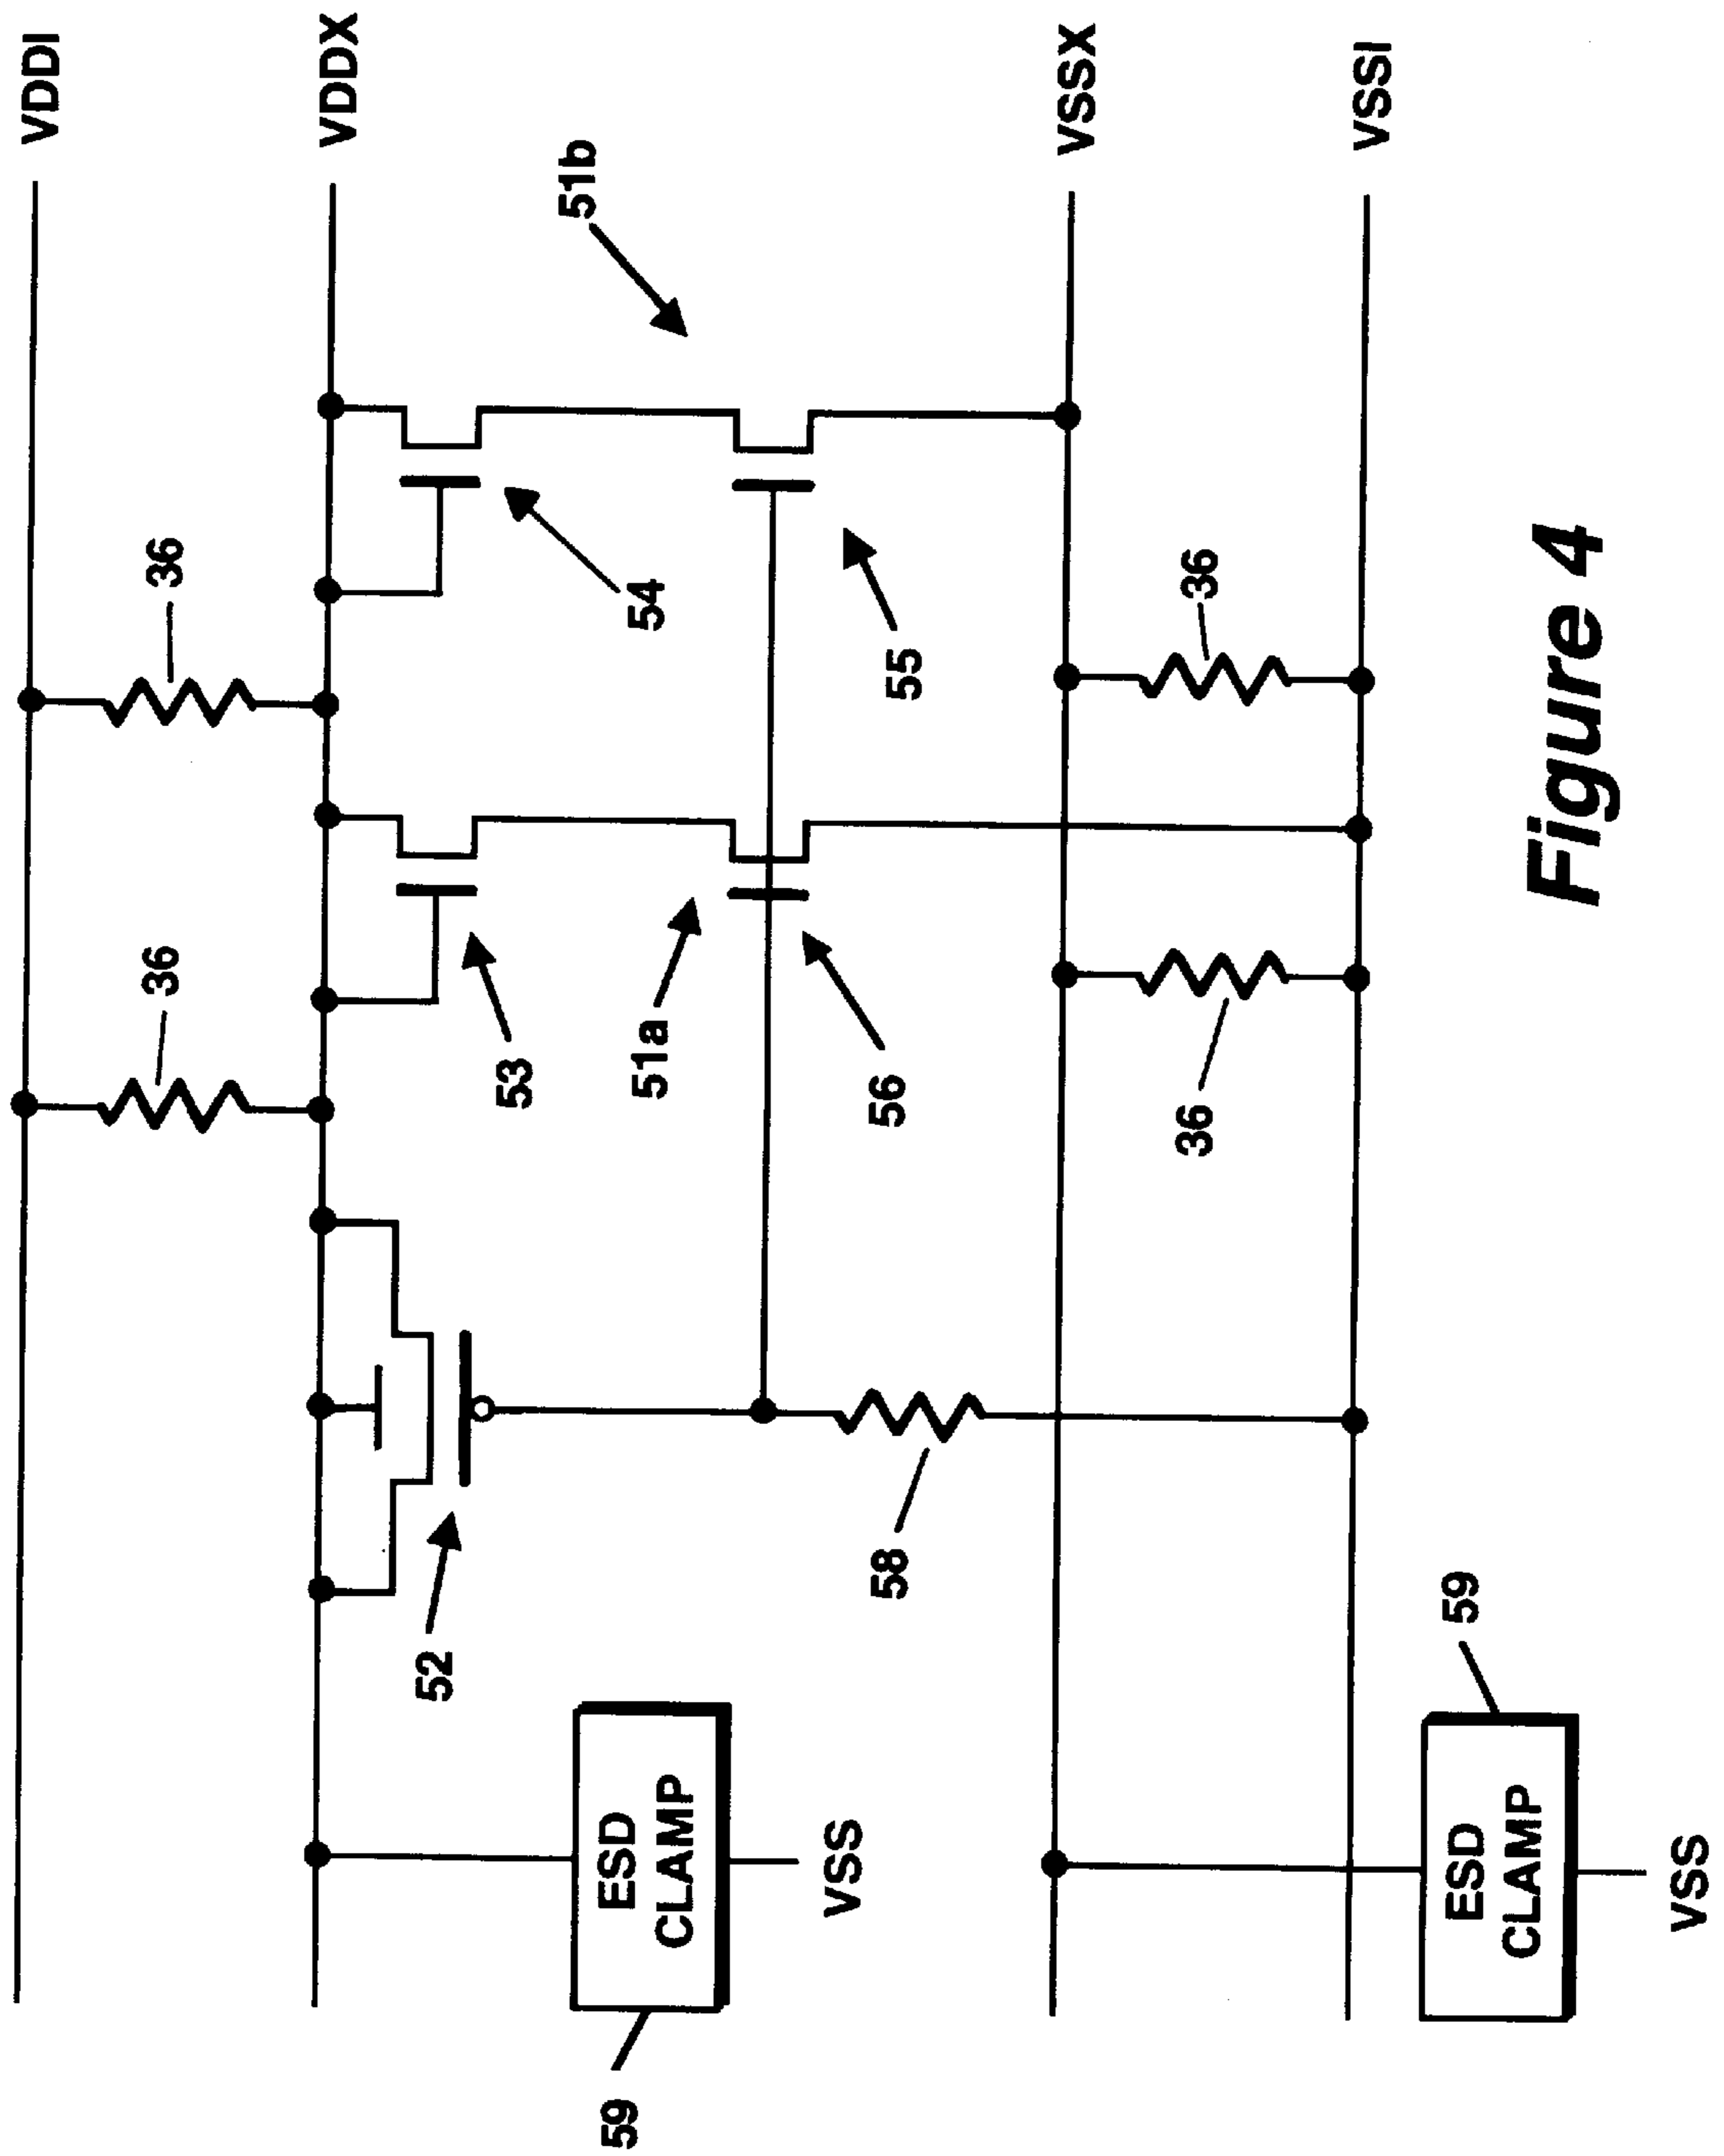 VDDI
VDDX
VSSX
VSSI
51b
36
36
54
55
36
53
51a
56
36
52
58
59
ESD
CLAMP
VSS
59
ESD
CLAMP
VSS
59
Figure 4